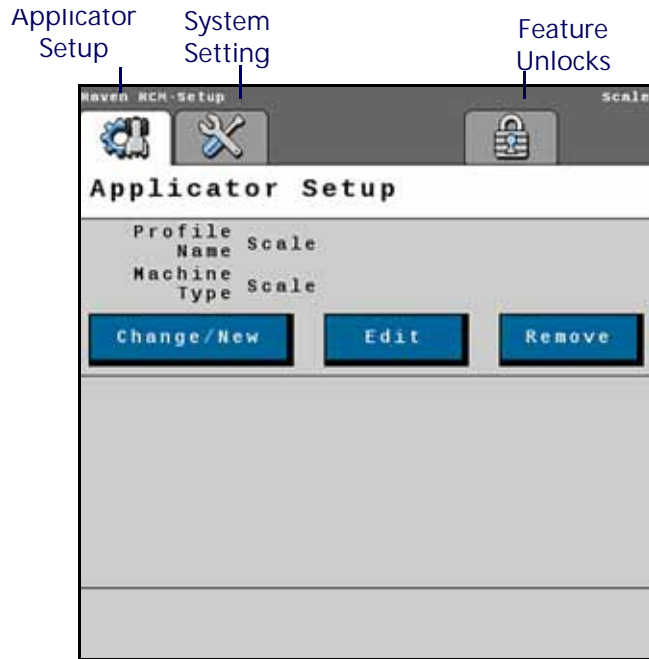 Applicator
Setup
System
Setting
Feature
Unlocks
Raven RCM-Setup
Scale
Applicator Setup
Profile
Name Scale
Machine
Type Scale
Change/New Edit Remove